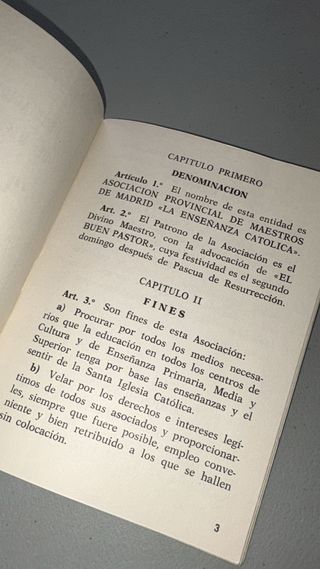 CAPITULO PRIMERO
DENOMINACION
Artículo 1.º El nombre de esta entidad es
ASOCIACION PROVINCIAL DE MAESTROS
DE MADRID «LA ENSEÑANZA CATOLICA».
Art. 2.º El Patrono de la Asociación es el
Divino Maestro, con la advocación de «EL
BUEN PASTOR», cuya festividad es el segundo
domingo después de Pascua de Resurrección.
CAPITULO II
FINES
Art. 3.º Son fines de esta Asociación:
a) Procurar por todos los medios necesa-
rios que la educación en todos los centros de
Cultura y de Enseñanza Primaria, Media y
Superior tenga por base las enseñanzas y el
sentir de la Santa Iglesia Católica.
b) Velar por los derechos e intereses legí-
timos de todos sus asociados y proporcionar-
les, siempre que fuere posible, empleo conve-
niente y bien retribuido a los que se hallen
sin colocación.
3